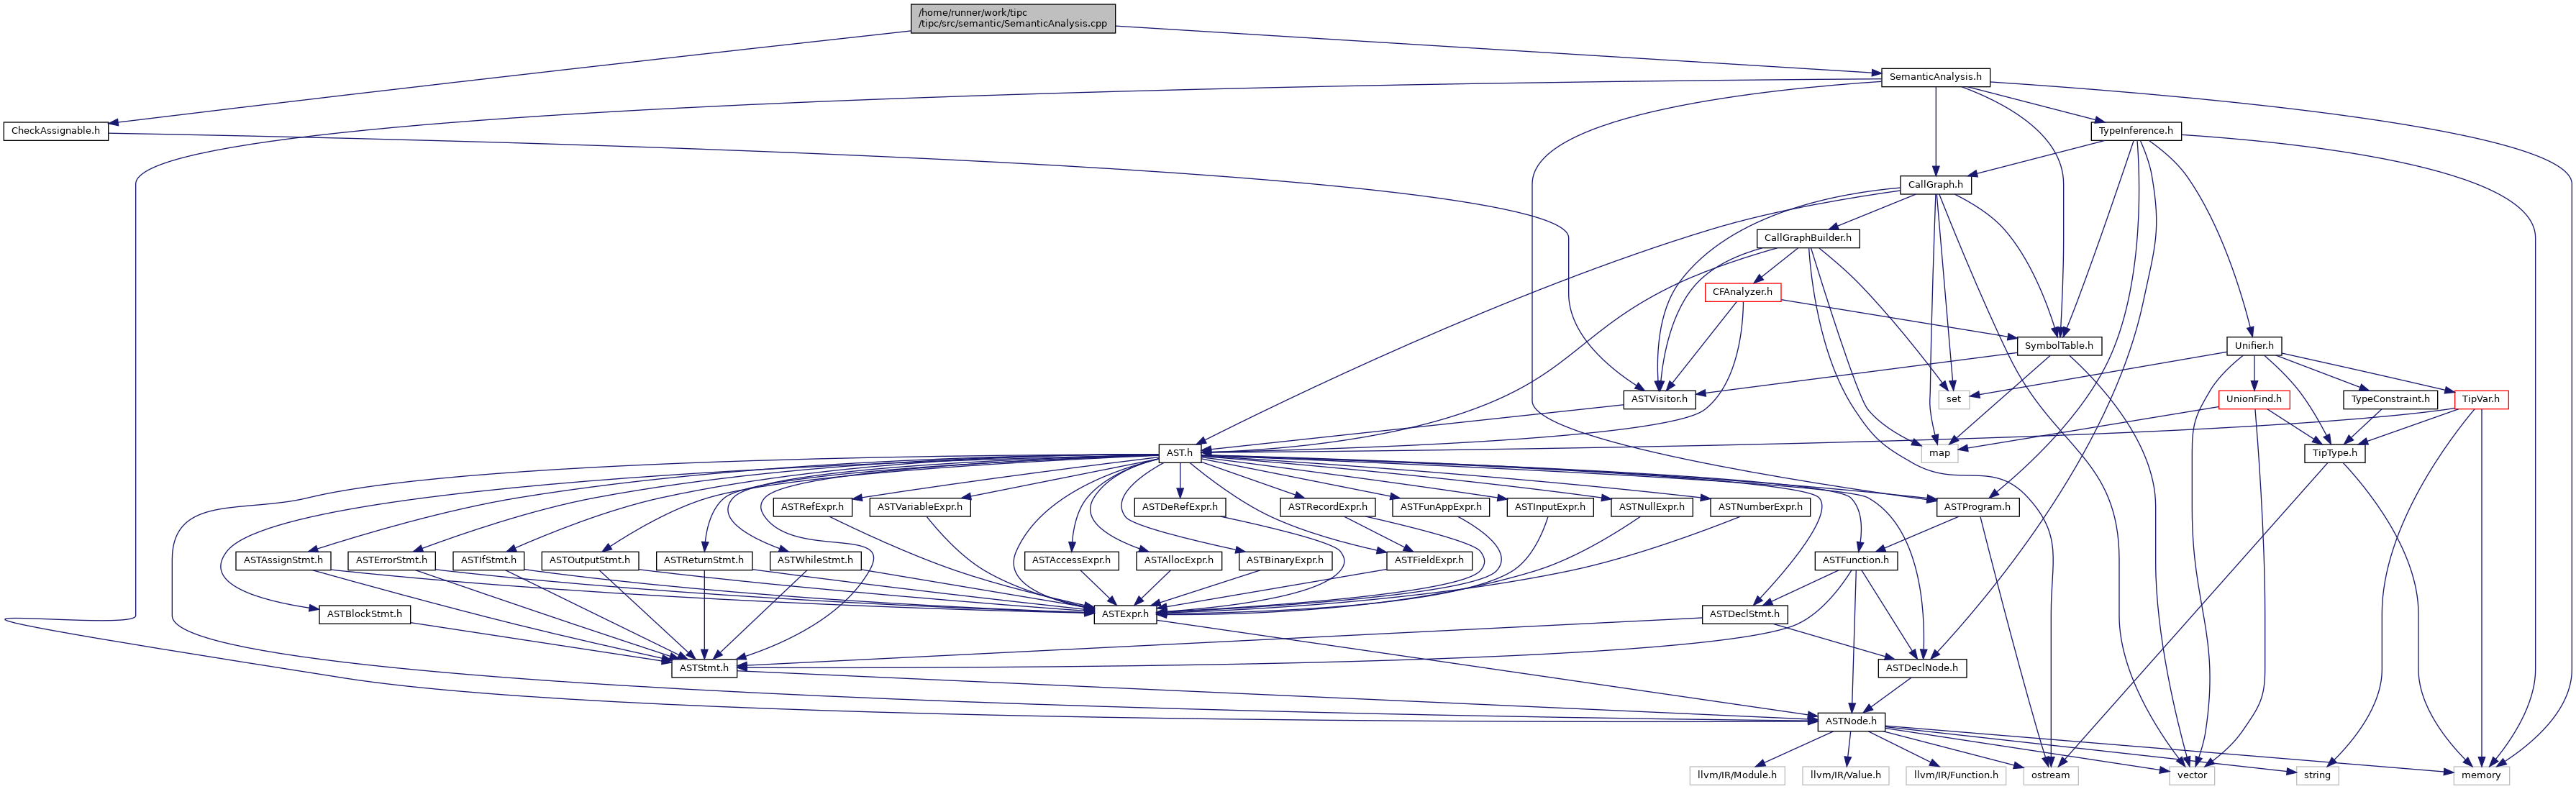 /home/runner/work/tipc
/tipc/src/semantic/SemanticAnalysis.cpp
SemanticAnalysis.h
CheckAssignable.h
TypeInference.h
CallGraph.h
CallGraphBuilder.h
CFAnalyzer.h
SymbolTable.h
Unifier.h
ASTVisitor.h
set
UnionFind.h
TypeConstraint.h
TipVar.h
AST.h
map
TipType.h
ASTRefExpr.h
ASTVariableExpr.h
ASTDeRefExpr.h
ASTRecordExpr.h
ASTFunAppExpr.h
ASTInputExpr.h
ASTNullExpr.h
ASTNumberExpr.h
ASTProgram.h
ASTAssignStmt.h
ASTErrorStmt.h
ASTIfStmt.h
ASTOutputStmt.h
ASTReturnStmt.h
ASTWhileStmt.h
ASTAccessExpr.h
ASTAllocExpr.h
ASTBinaryExpr.h
ASTFieldExpr.h
ASTFunction.h
ASTBlockStmt.h
ASTExpr.h
ASTDeclStmt.h
ASTStmt.h
ASTDeclNode.h
ASTNode.h
llvm/IR/Module.h
llvm/IR/Value.h
llvm/IR/Function.h
ostream
vector
string
memory